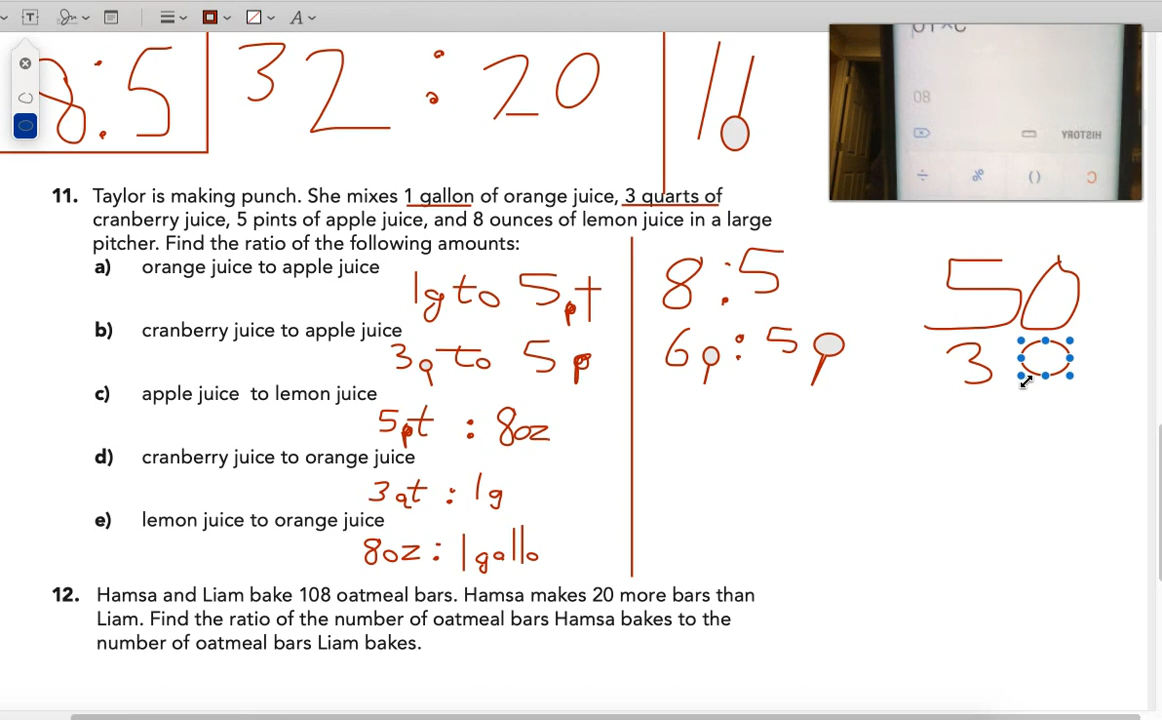 8:5 32 : 20
11. Taylor is making punch. She mixes 1 gallon of orange juice, 3 quarts of
cranberry juice, 5 pints of apple juice, and 8 ounces of lemon juice in a large
pitcher. Find the ratio of the following amounts:
a) orange juice to apple juice
1g to 5pt 8:5 50
b) cranberry juice to apple juice
3q to 5p 6p:5p 30
c) apple juice to lemon juice
5pt : 8oz
d) cranberry juice to orange juice
3qt : 1g
e) lemon juice to orange juice
8oz : 1gallo
12. Hamsa and Liam bake 108 oatmeal bars. Hamsa makes 20 more bars than
Liam. Find the ratio of the number of oatmeal bars Hamsa bakes to the
number of oatmeal bars Liam bakes.
08
HISTORY
÷ % () C